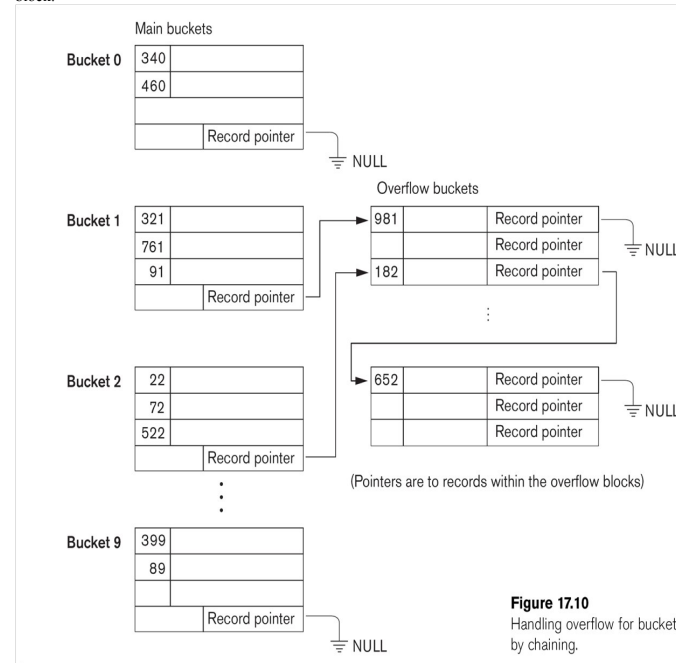 block.
Main buckets
Bucket 0
340
460
Record pointer
NULL
Overflow buckets
Bucket 1
321
761
91
Record pointer
981 Record pointer
Record pointer
182 Record pointer
NULL
Bucket 2
22
72
522
Record pointer
652 Record pointer
Record pointer
Record pointer
NULL
(Pointers are to records within the overflow blocks)
Bucket 9
399
89
Record pointer
NULL
Figure 17.10
Handling overflow for bucket
by chaining.